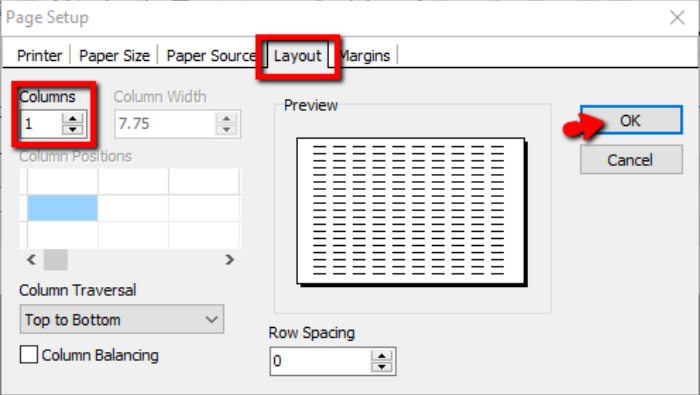 Page Setup
Printer Paper Size Paper Source Layout Margins
Columns
1
Column Width
7.75
Column Positions
Column Traversal
Top to Bottom
Column Balancing
Preview
Row Spacing
0
OK
Cancel